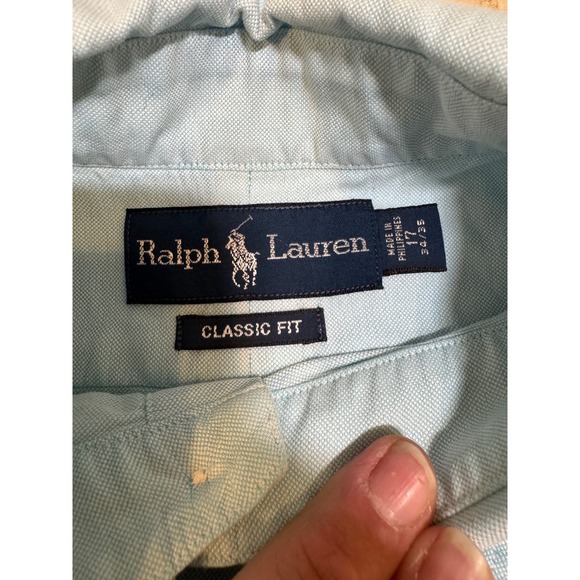 Ralph Lauren
MADE IN
PHILIPPINES
17
34/35
CLASSIC FIT